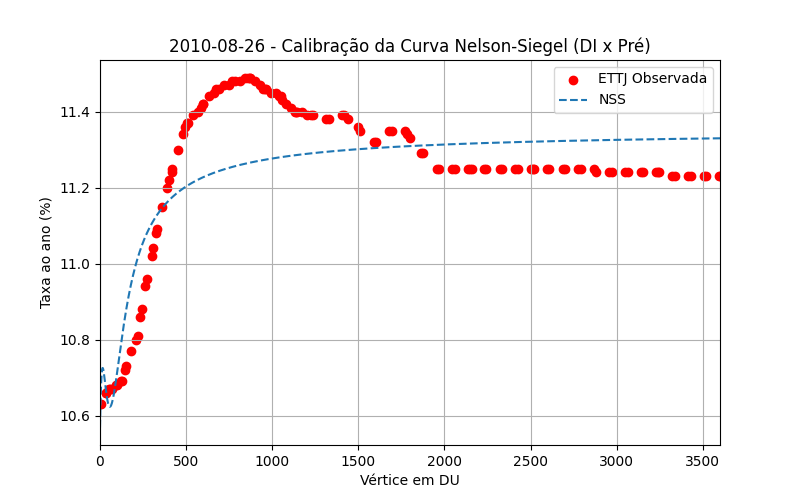 2010-08-26 - Calibração da Curva Nelson-Siegel (DI x Pré)
ETTJ Observada
NSS
Taxa ao ano (%)
11.4
11.2
11.0
10.8
10.6
0 500 1000 1500 2000 2500 3000 3500
Vértice em DU